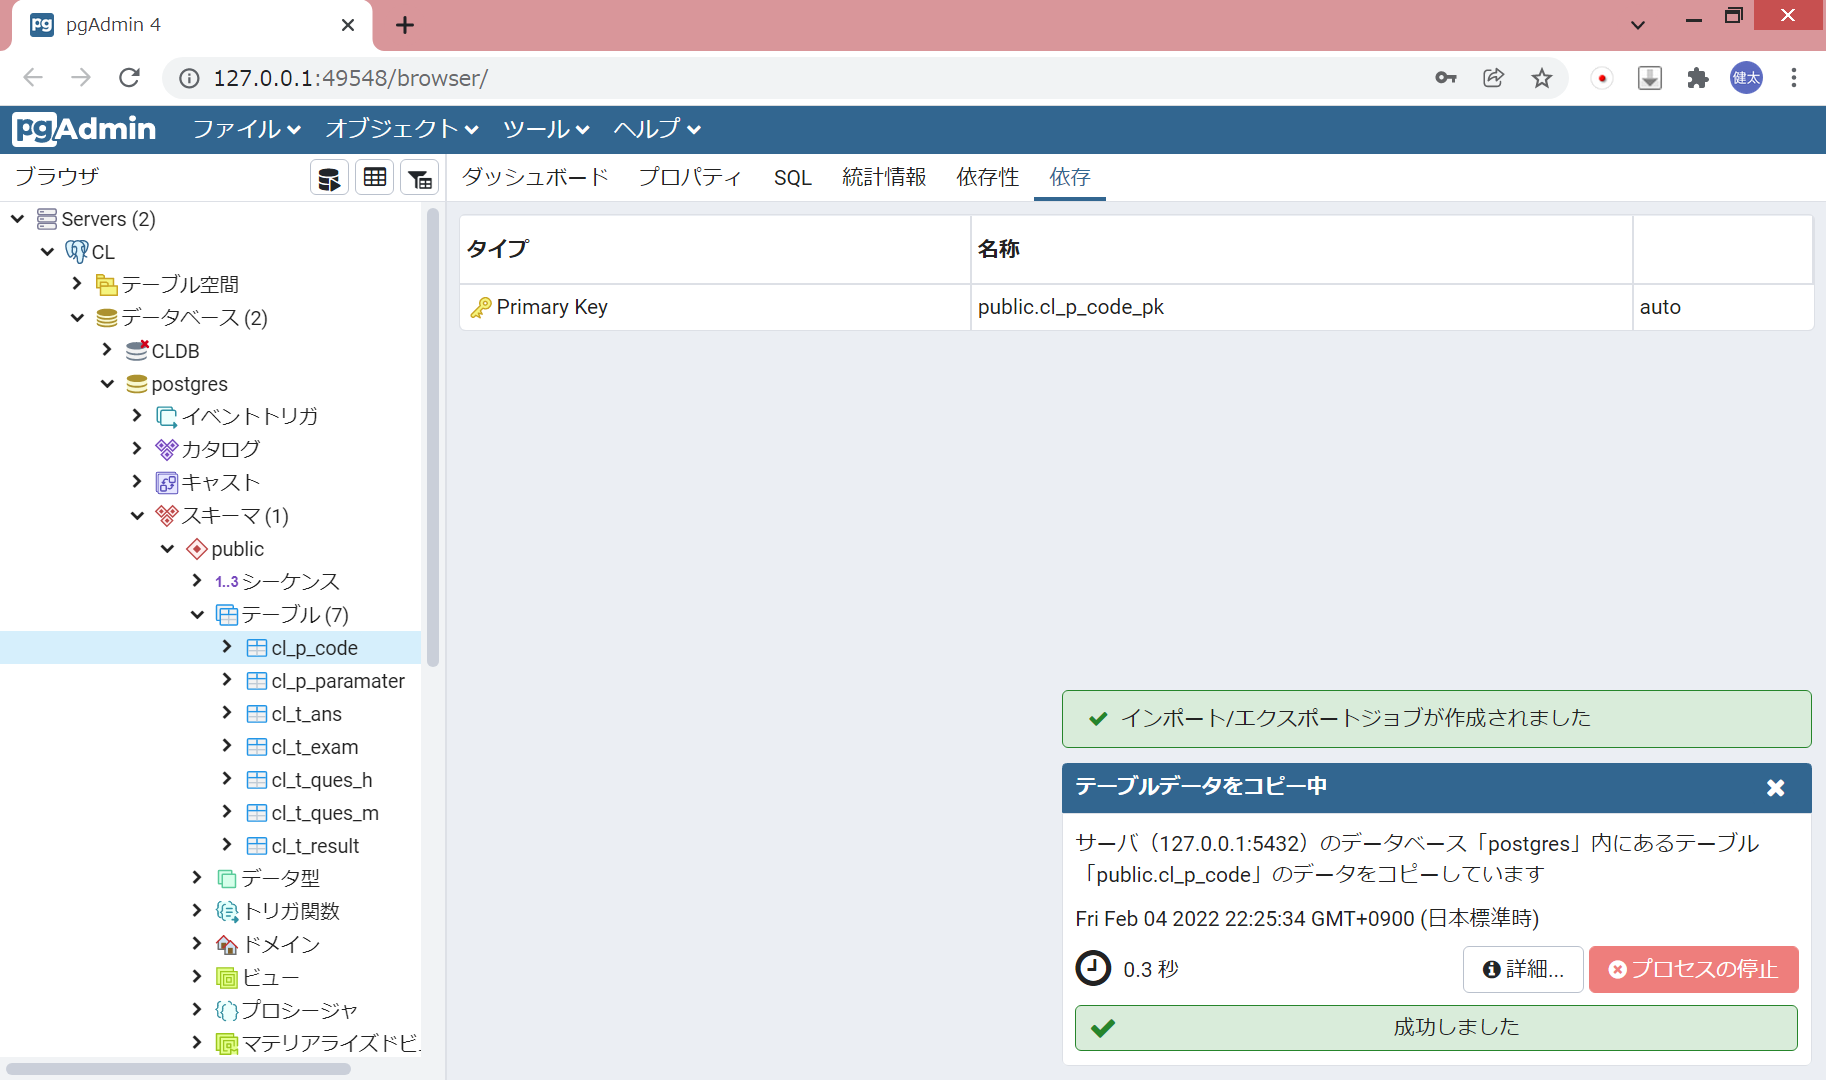 pg pgAdmin 4
127.0.0.1:49548/browser/
健太
pgAdmin ファイル オブジェクト ツール ヘルプ
ブラウザ
ダッシュボード プロパティ SQL 統計情報 依存性 依存
Servers (2)
CL
テーブル空間
データベース (2)
CLDB
postgres
イベントトリガ
カタログ
キャスト
スキーマ (1)
public
1..3 シーケンス
テーブル (7)
cl_p_code
cl_p_paramater
cl_t_ans
cl_t_exam
cl_t_ques_h
cl_t_ques_m
cl_t_result
データ型
トリガ関数
ドメイン
ビュー
プロシージャ
マテリアライズドビ
タイプ 名称
Primary Key public.cl_p_code_pk auto
インポート/エクスポートジョブが作成されました
テーブルデータをコピー中
サーバ（127.0.0.1:5432）のデータベース「postgres」内にあるテーブル
「public.cl_p_code」のデータをコピーしています
Fri Feb 04 2022 22:25:34 GMT+0900 (日本標準時)
0.3 秒
詳細...
プロセスの停止
成功しました